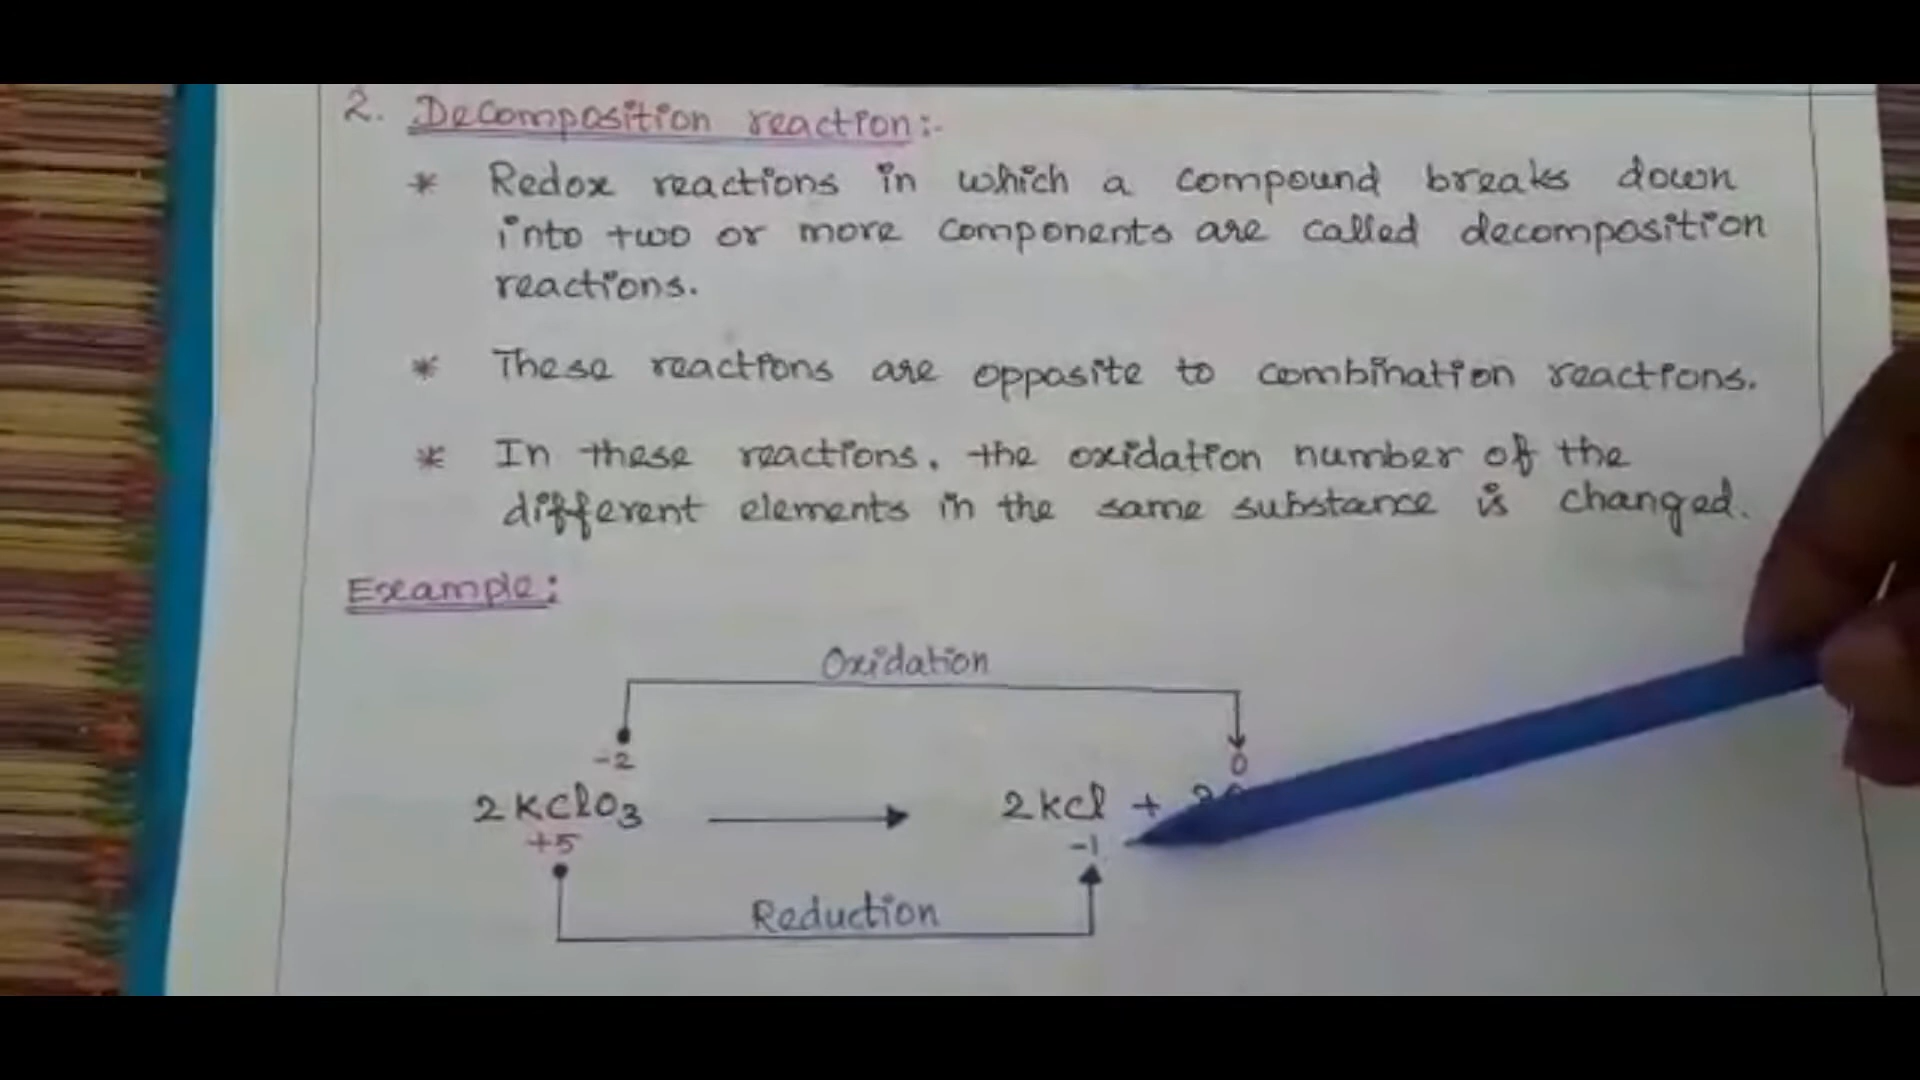 2. Decomposition reaction:-
* Redox reactions in which a compound breaks down
into two or more components are called decomposition
reactions.
* These reactions are opposite to combination reactions.
* In these reactions, the oxidation number of the
different elements in the same substance is changed.
Example:
Oxidation
-2 0
2KClO3 → 2KCl +
+5 -1
Reduction